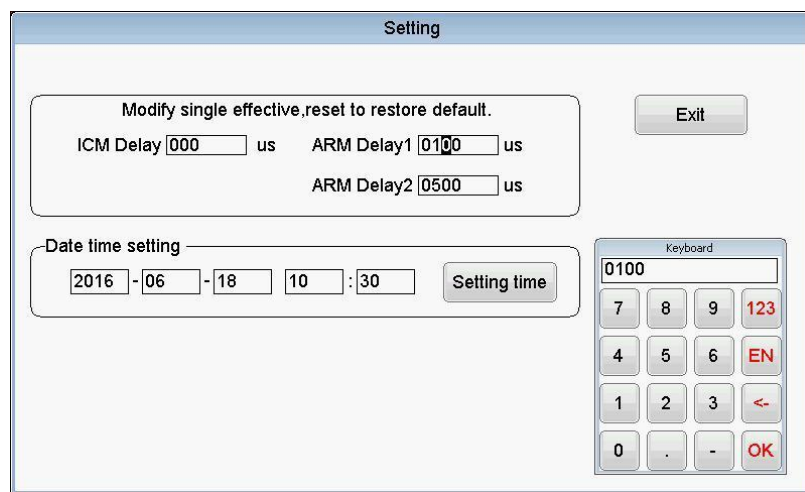 Setting
Modify single effective,reset to restore default.
Exit
ICM Delay 000 us ARM Delay1 0100 us
ARM Delay2 0500 us
Date time setting
2016 - 06 - 18 10 : 30 Setting time
Keyboard
0100
7 8 9 123
4 5 6 EN
1 2 3 <-
0 . - OK